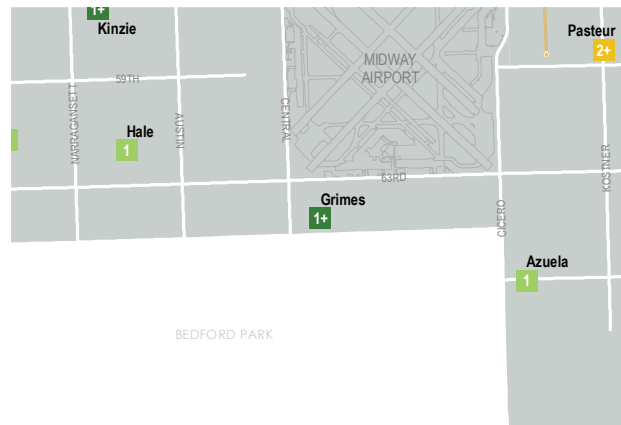 1+
Kinzie
Pasteur
2+
MIDWAY
AIRPORT
59TH
NARRAGANSETT
AUSTIN
CENTRAL
KOSTNER
Hale
1
63RD
Grimes
1+
CICERO
Azuela
1
BEDFORD PARK